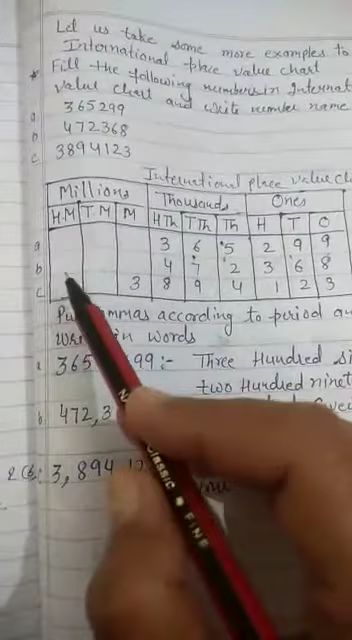 Let us take some more examples to
International place value chart
* Fill the following numbers in Internat
value chart and write number name
a 365299
b 472368
c 3894123
International place value cha
Millions Thousands Ones
H.M T.M M H Th T Th Th H T O
a 3 6 5 2 9 9
b 4 7 2 3 6 8
c 3 8 9 4 1 2 3
commas according to period
in words
a 365 99:- Three Hundred si
two Hundred ninet
b 472,3
3,894
Classic FINE